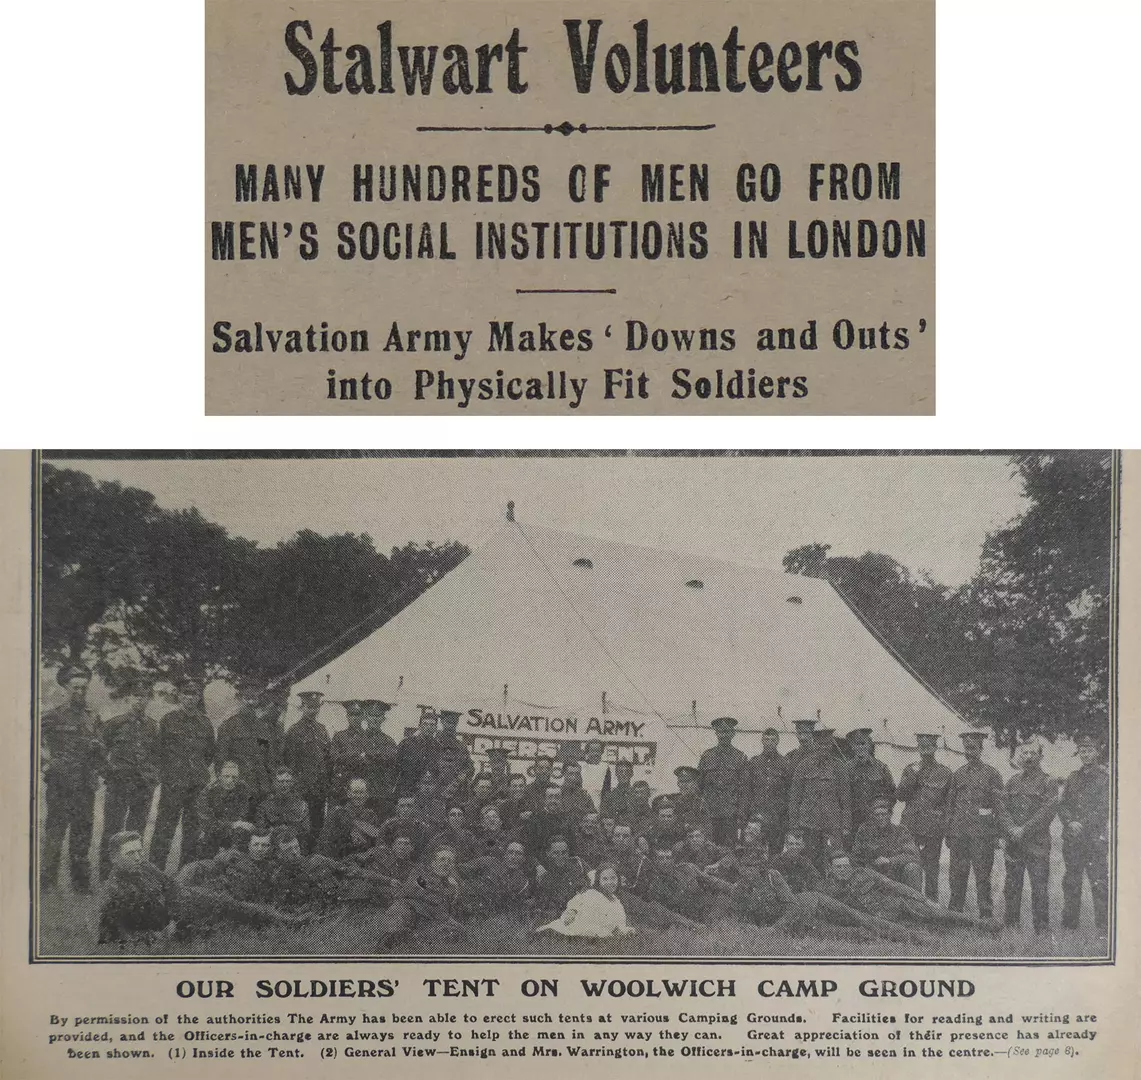 Stalwart Volunteers
MANY HUNDREDS OF MEN GO FROM
MEN'S SOCIAL INSTITUTIONS IN LONDON
Salvation Army Makes ' Downs and Outs '
into Physically Fit Soldiers
SALVATION ARMY.
OUR SOLDIERS' TENT ON WOOLWICH CAMP GROUND
By permission of the authorities The Army has been able to erect such tents at various Camping Grounds. Facilities for reading and writing are
provided, and the Officers-in-charge are always ready to help the men in any way they can. Great appreciation of their presence has already
been shown. (1) Inside the Tent. (2) General View—Ensign and Mrs. Warrington, the Officers-in-charge, will be seen in the centre.—(See page 6).